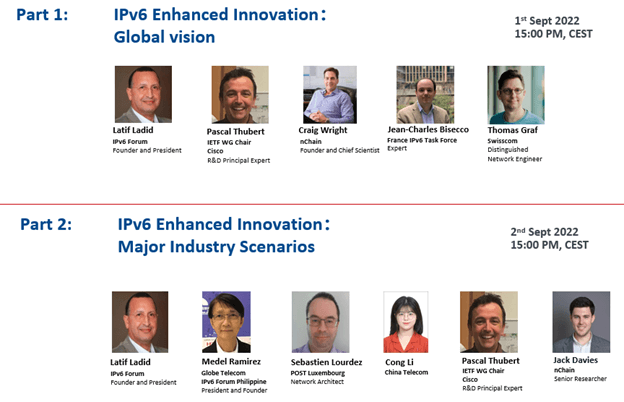 Part 1:
IPv6 Enhanced Innovation：
Global vision
1st Sept 2022
15:00 PM, CEST
Latif Ladid
IPv6 Forum
Founder and President
Pascal Thubert
IETF WG Chair
Cisco
R&D Principal Expert
Craig Wright
nChain
Founder and Chief Scientist
Jean-Charles Bisecco
France IPv6 Task Force
Expert
Thomas Graf
Swisscom
Distinguished
Network Engineer
Part 2:
IPv6 Enhanced Innovation：
Major Industry Scenarios
2nd Sept 2022
15:00 PM, CEST
Latif Ladid
IPv6 Forum
Founder and President
Medel Ramirez
Globe Telecom
IPv6 Forum Philippine
President and Founder
Sebastien Lourdez
POST Luxembourg
Network Architect
Cong Li
China Telecom
Pascal Thubert
IETF WG Chair
Cisco
R&D Principal Expert
Jack Davies
nChain
Senior Researcher